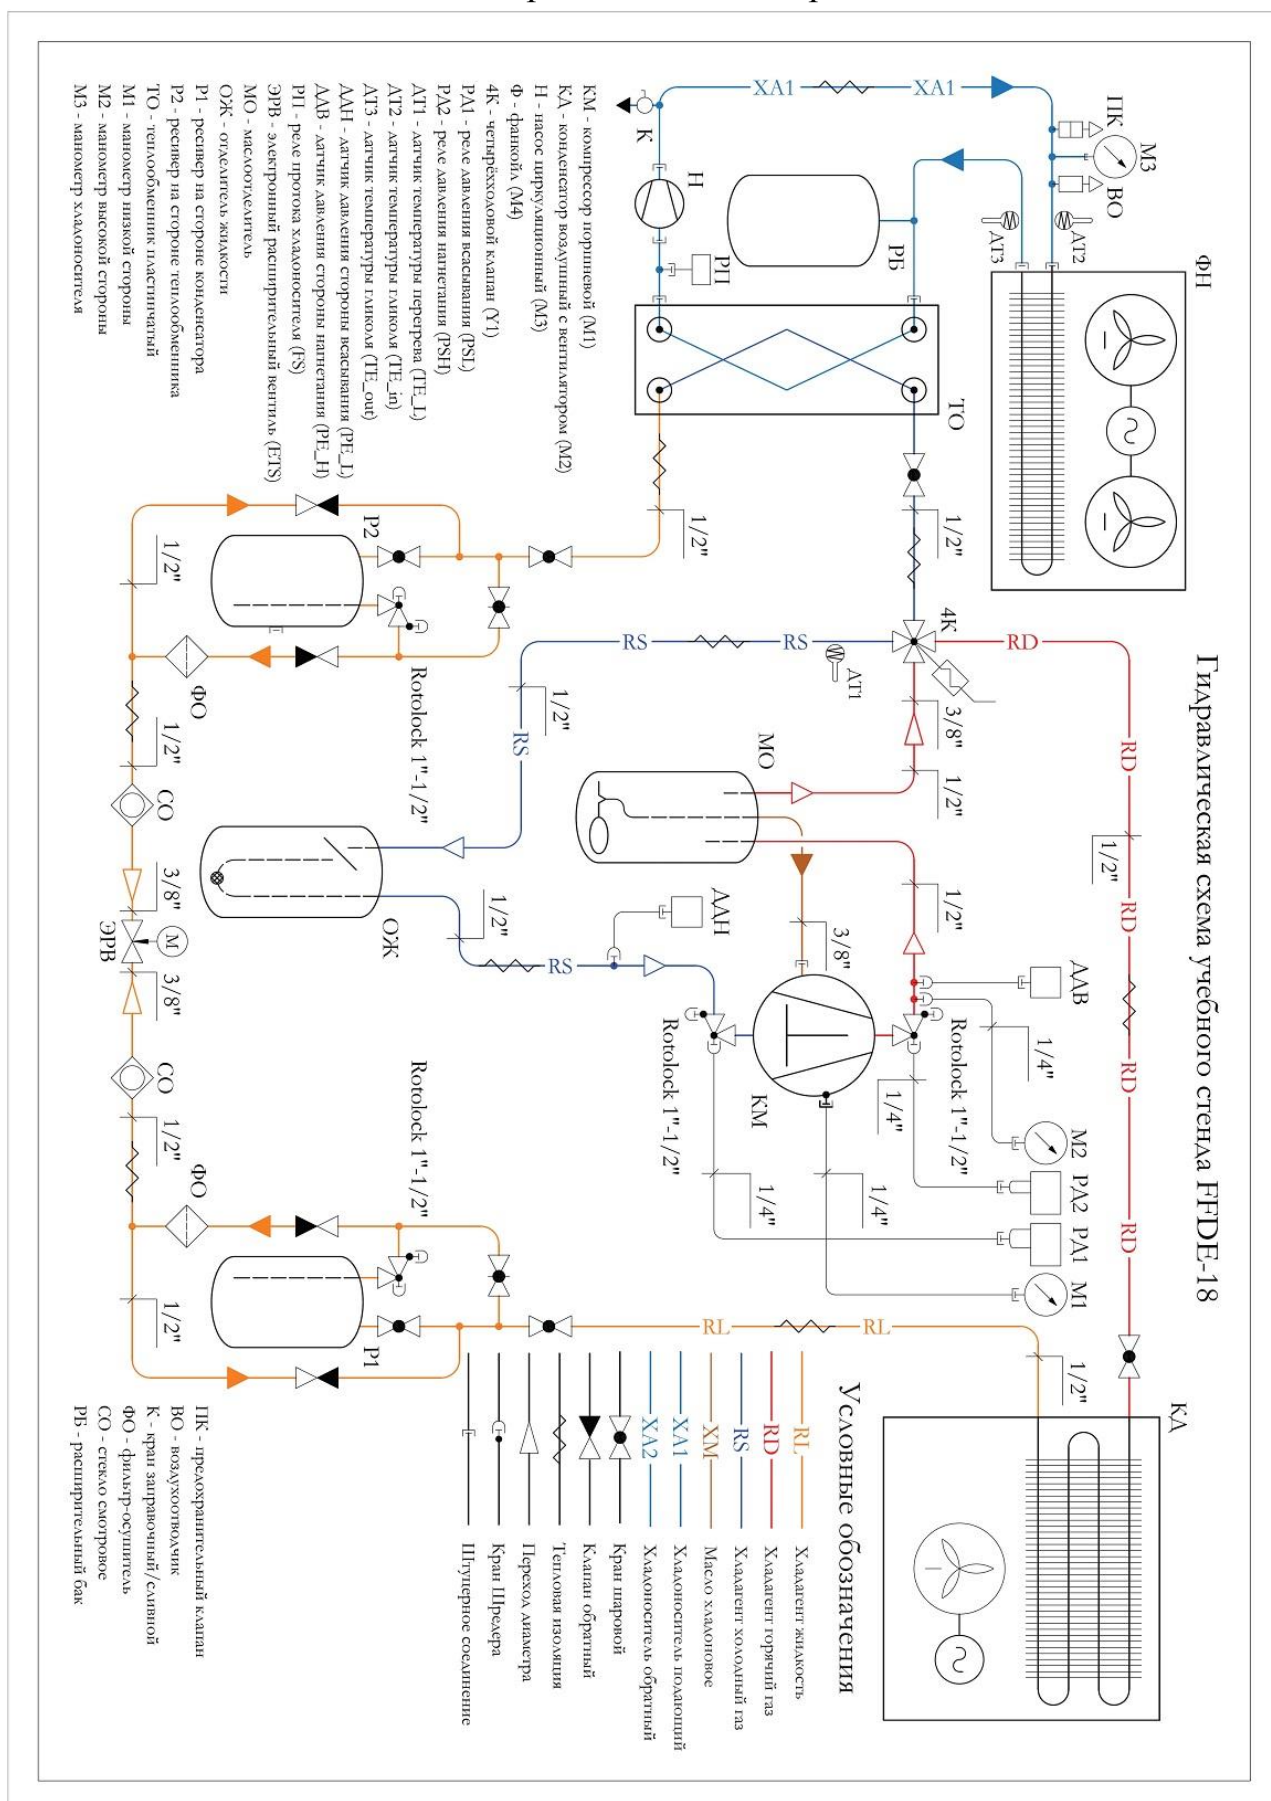 Гидравлическая схема учебного стенда FFDE-18
ФН
КД
ПК
М3
ВО
ДТ2
ДТ3
RD
RD
1/2"
RD
RD
RD
ХА1
ХА1
РБ
ТО
1/2"
4К
3/8"
1/2"
ДТ1
RS
RS
1/2"
МО
1/2"
3/8"
ДДВ
1/4"
М2
РД2
РД1
М1
1/2"
Rotolock 1"-1/2"
1/4"
КМ
1/4"
Rotolock 1"-1/2"
1/4"
ДДН
RS
1/2"
RS
ОЖ
К
Н
РП
1/2"
RL
RL
Р2
1/2"
ФО
Rotolock 1"-1/2"
1/2"
СО
3/8"
ЭРВ
М
3/8"
СО
1/2"
ФО
Rotolock 1"-1/2"
1/2"
Р1
КМ - компрессор поршневой (М1)
КД - конденсатор воздушный с вентилятором (М2)
Н - насос циркуляционный (М3)
Ф - фанкойл (М4)
4К - четырёхходовой клапан (Y1)
РД1 - реле давления всасывания (PSL)
РД2 - реле давления нагнетания (PSH)
ДТ1 - датчик температуры перегрева (TE_L)
ДТ2 - датчик температуры гликоля (TE_in)
ДТ3 - датчик температуры гликоля (TE_out)
ДДН - датчик давления стороны всасывания (PE_L)
ДДВ - датчик давления стороны нагнетания (PE_H)
РП - реле протока хладоносителя (FS)
ЭРВ - электронный расширительный вентиль (ETS)
МО - маслоотделитель
ОЖ - отделитель жидкости
Р1 - ресивер на стороне конденсатора
Р2 - ресивер на стороне теплообменника
ТО - теплообменник пластинчатый
М1 - манометр низкой стороны
М2 - манометр высокой стороны
М3 - манометр хладоносителя
Условные обозначения
RL Хладагент жидкость
RD Хладагент горячий газ
RS Хладагент холодный газ
ХМ Масло хладоновое
ХА1 Хладоноситель подающий
ХА2 Хладоноситель обратный
Кран шаровой
Клапан обратный
Тепловая изоляция
Переход диаметра
Кран Шредера
Штуцерное соединение
ПК - предохранительный клапан
ВО - воздухоотводчик
К - кран заправочный/сливной
ФО - фильтр-осушитель
СО - стекло смотровое
РБ - расширительный бак